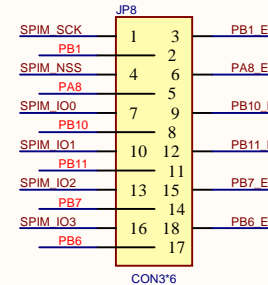 JP8
SPIM_SCK 1 3 PB1_E
PB1 2
SPIM_NSS 4 6 PA8_E
PA8 5
SPIM_IO0 7 9 PB10_
PB10 8
SPIM_IO1 10 12 PB11_
PB11 11
SPIM_IO2 13 15 PB7_E
PB7 14
SPIM_IO3 16 18 PB6_E
PB6 17
CON3*6